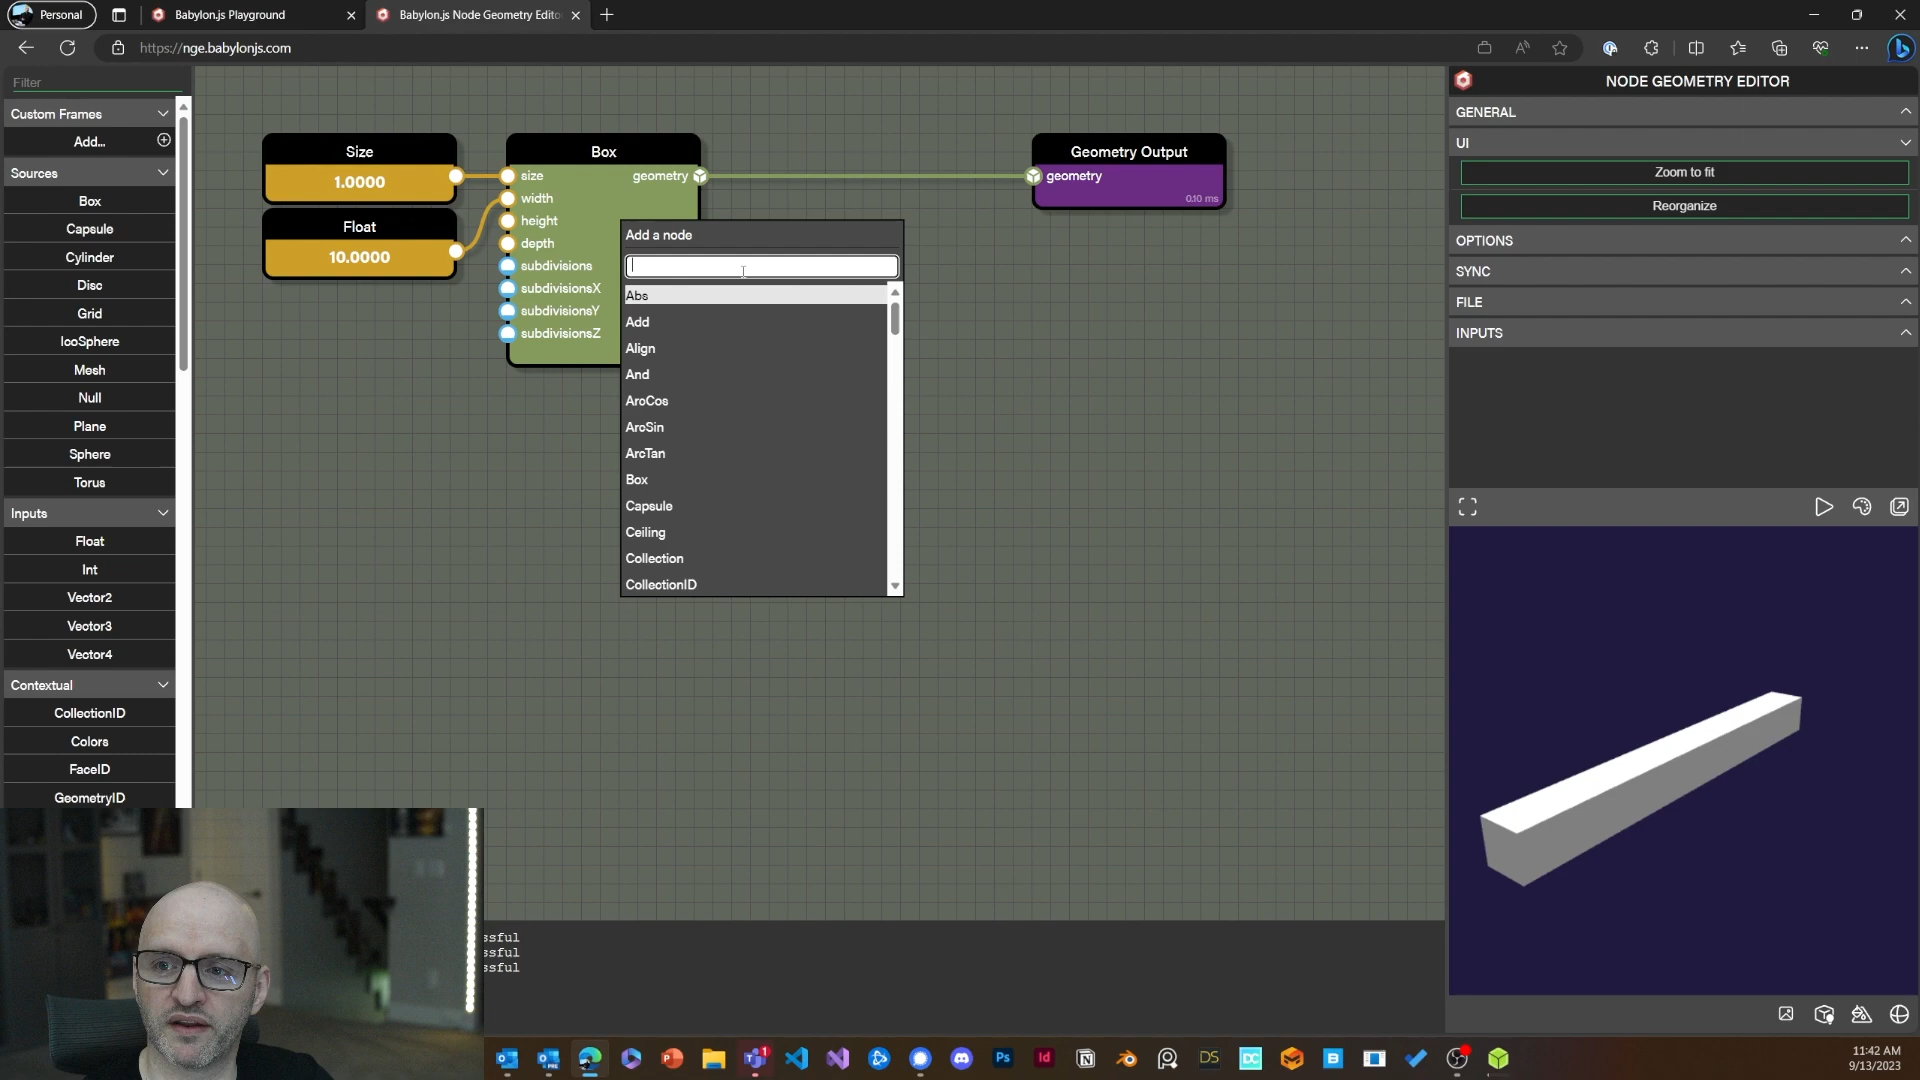 Personal
Babylon.js Playground
Babylon.js Node Geometry Edito
https://nge.babylonjs.com
Filter
Custom Frames
Add...
Sources
Box
Capsule
Cylinder
Disc
Grid
IcoSphere
Mesh
Null
Plane
Sphere
Torus
Inputs
Float
Int
Vector2
Vector3
Vector4
Contextual
CollectionID
Colors
FaceID
GeometryID
Size
1.0000
Float
10.0000
Box
size
geometry
width
height
depth
subdivisions
subdivisionsX
subdivisionsY
subdivisionsZ
Add a node
Abs
Add
Align
And
ArcCos
ArcSin
ArcTan
Box
Capsule
Ceiling
Collection
CollectionID
Geometry Output
geometry
0.10 ms
NODE GEOMETRY EDITOR
GENERAL
UI
Zoom to fit
Reorganize
OPTIONS
SYNC
FILE
INPUTS
ssful
ssful
ssful
11:42 AM
9/13/2023